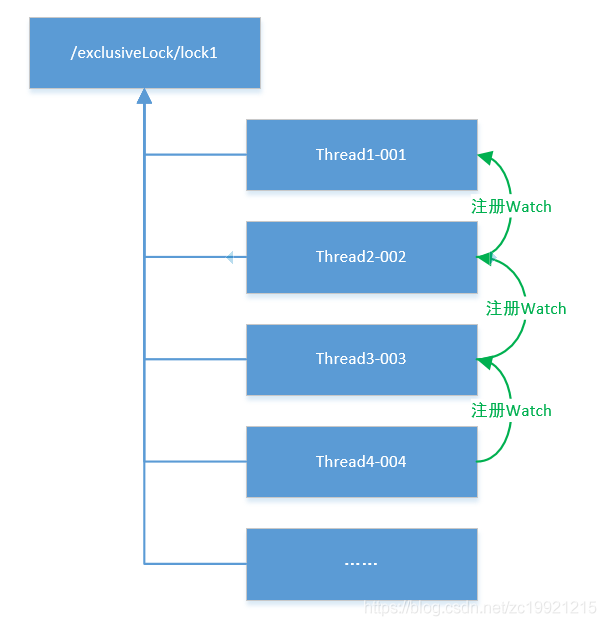 /exclusiveLock/lock1
Thread1-001
注册Watch
Thread2-002
注册Watch
Thread3-003
注册Watch
Thread4-004
……
https://blog.csdn.net/zc19921215